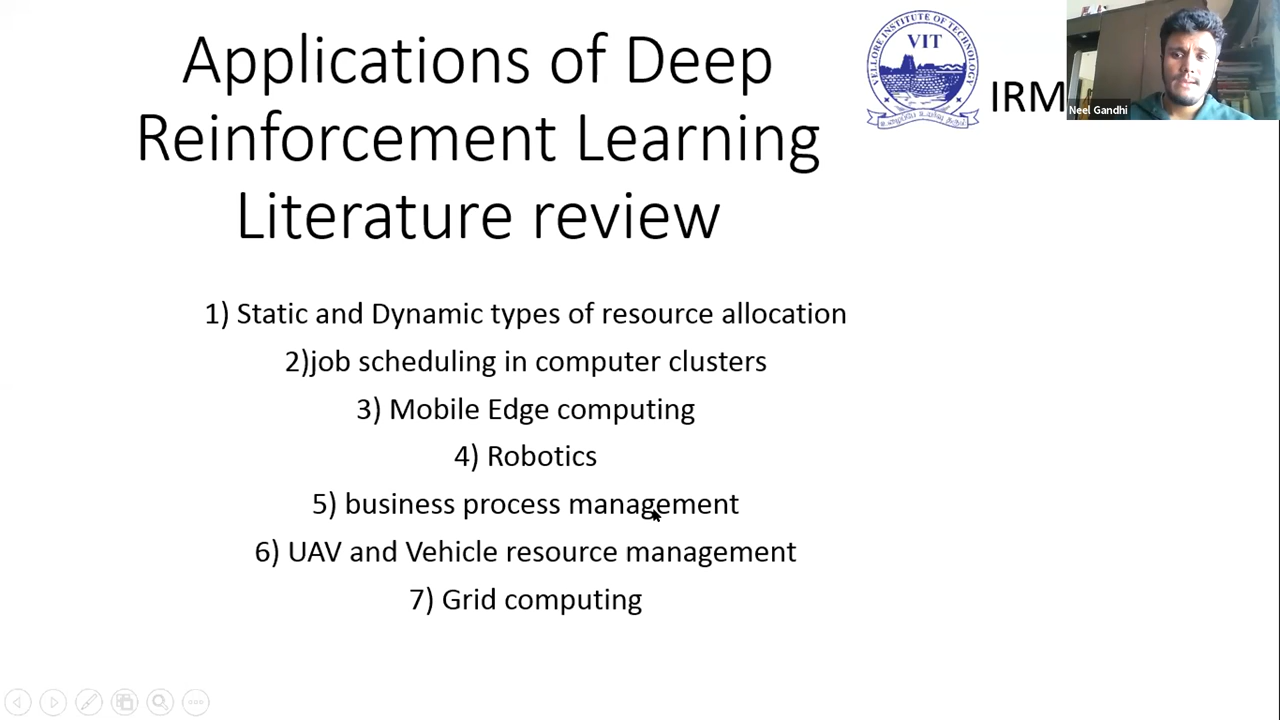 Applications of Deep
Reinforcement Learning
Literature review
VELLORE INSTITUTE OF TECHNOLOGY
VIT
IRM
Neel Gandhi
1) Static and Dynamic types of resource allocation
2)job scheduling in computer clusters
3) Mobile Edge computing
4) Robotics
5) business process management
6) UAV and Vehicle resource management
7) Grid computing